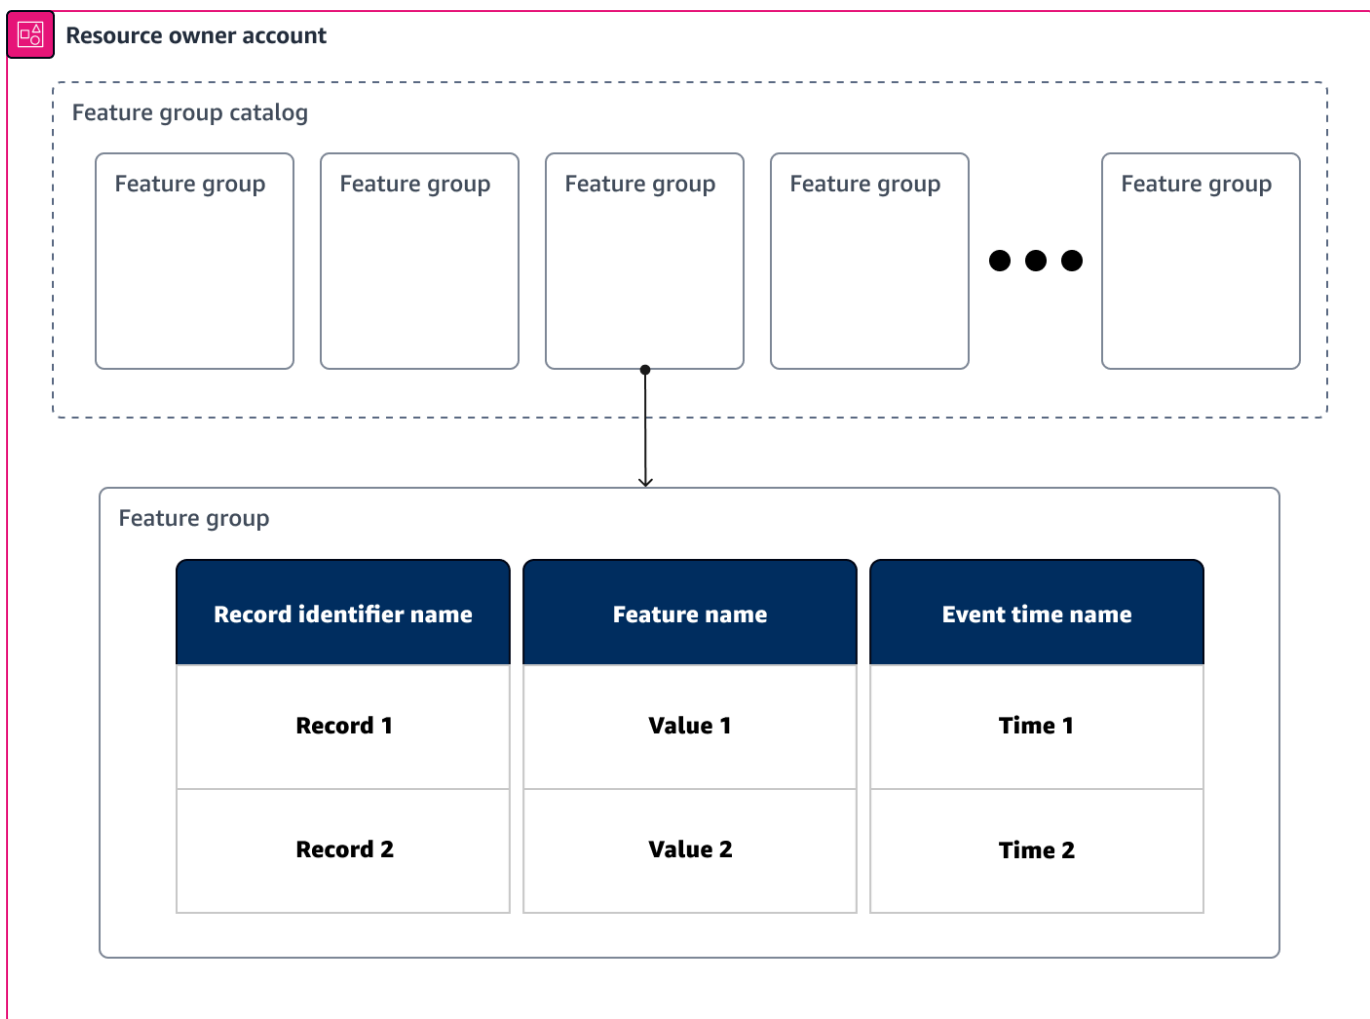 Resource owner account
Feature group catalog
Feature group
Feature group
Feature group
Feature group
Feature group
Feature group
Record identifier name
Feature name
Event time name
Record 1
Value 1
Time 1
Record 2
Value 2
Time 2